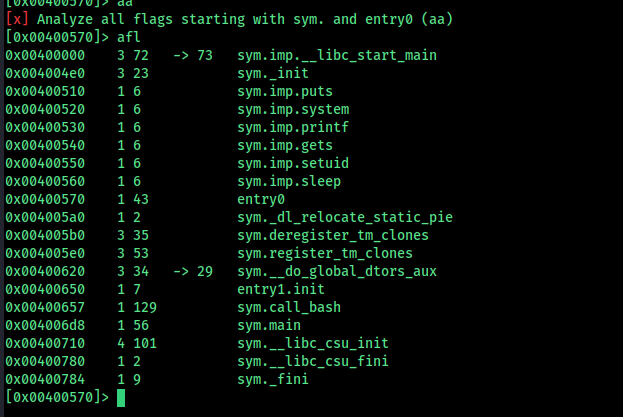 aa
[x] Analyze all flags starting with sym. and entry0 (aa)
[0x00400570]> afl
0x00400000    3 72   -> 73   sym.imp.__libc_start_main
0x004004e0    3 23           sym._init
0x00400510    1 6            sym.imp.puts
0x00400520    1 6            sym.imp.system
0x00400530    1 6            sym.imp.printf
0x00400540    1 6            sym.imp.gets
0x00400550    1 6            sym.imp.setuid
0x00400560    1 6            sym.imp.sleep
0x00400570    1 43           entry0
0x004005a0    1 2            sym._dl_relocate_static_pie
0x004005b0    3 35           sym.deregister_tm_clones
0x004005e0    3 53           sym.register_tm_clones
0x00400620    3 34   -> 29   sym.__do_global_dtors_aux
0x00400650    1 7            entry1.init
0x00400657    1 129          sym.call_bash
0x004006d8    1 56           sym.main
0x00400710    4 101          sym.__libc_csu_init
0x00400780    1 2            sym.__libc_csu_fini
0x00400784    1 9            sym._fini
[0x00400570]>